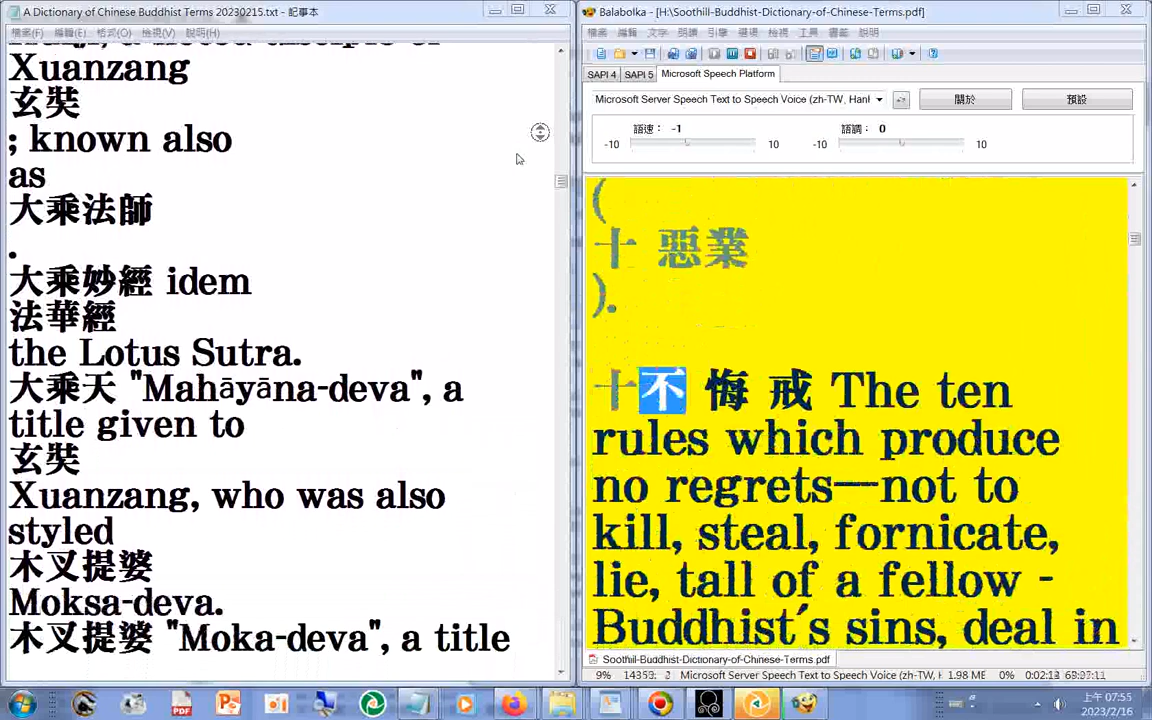 A Dictionary of Chinese Buddhist Terms 20230215.txt - 記事本
檔案(F) 編輯(E) 格式(O) 檢視(V) 說明(H)
a noted disciple of
Xuanzang
玄奘
; known also
as
大乘法師
.
大乘妙經 idem
法華經
the Lotus Sutra.
大乘天 "Mahāyāna-deva", a
title given to
玄奘
Xuanzang, who was also
styled
木叉提婆
Moksa-deva.
木叉提婆 "Moka-deva", a title
Balabolka - [H:\Soothill-Buddhist-Dictionary-of-Chinese-Terms.pdf]
檔案 編輯 文字 朗讀 引擎 選項 檢視 工具 書籤 說明
SAPI 4 SAPI 5 Microsoft Speech Platform
Microsoft Server Speech Text to Speech Voice (zh-TW, Hanl
關於
預設
語速： -1 語調： 0
-10 10 -10 10
(
十 惡業
).
十不 悔 戒 The ten
rules which produce
no regrets—not to
kill, steal, fornicate,
lie, tall of a fellow -
Buddhist's sins, deal in
Soothill-Buddhist-Dictionary-of-Chinese-Terms.pdf
9% Microsoft Server Speech Text to Speech Voice (zh-TW, 1.98 ME 0%
上午 07:55
2023/2/16